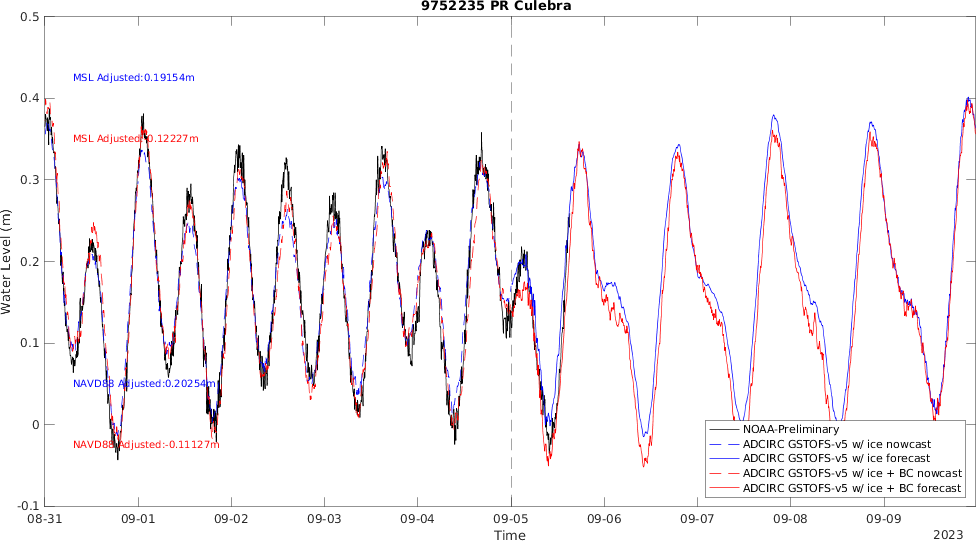 9752235 PR Culebra
0.5
0.4
0.3
0.2
0.1
0
-0.1
Water Level (m)
MSL Adjusted:0.19154m
MSL Adjusted:-0.12227m
NAVD88 Adjusted:0.20254m
NAVD88 Adjusted:-0.11127m
NOAA-Preliminary
ADCIRC GSTOFS-v5 w/ ice nowcast
ADCIRC GSTOFS-v5 w/ ice forecast
ADCIRC GSTOFS-v5 w/ ice + BC nowcast
ADCIRC GSTOFS-v5 w/ ice + BC forecast
08-31 09-01 09-02 09-03 09-04 09-05 09-06 09-07 09-08 09-09
Time
2023